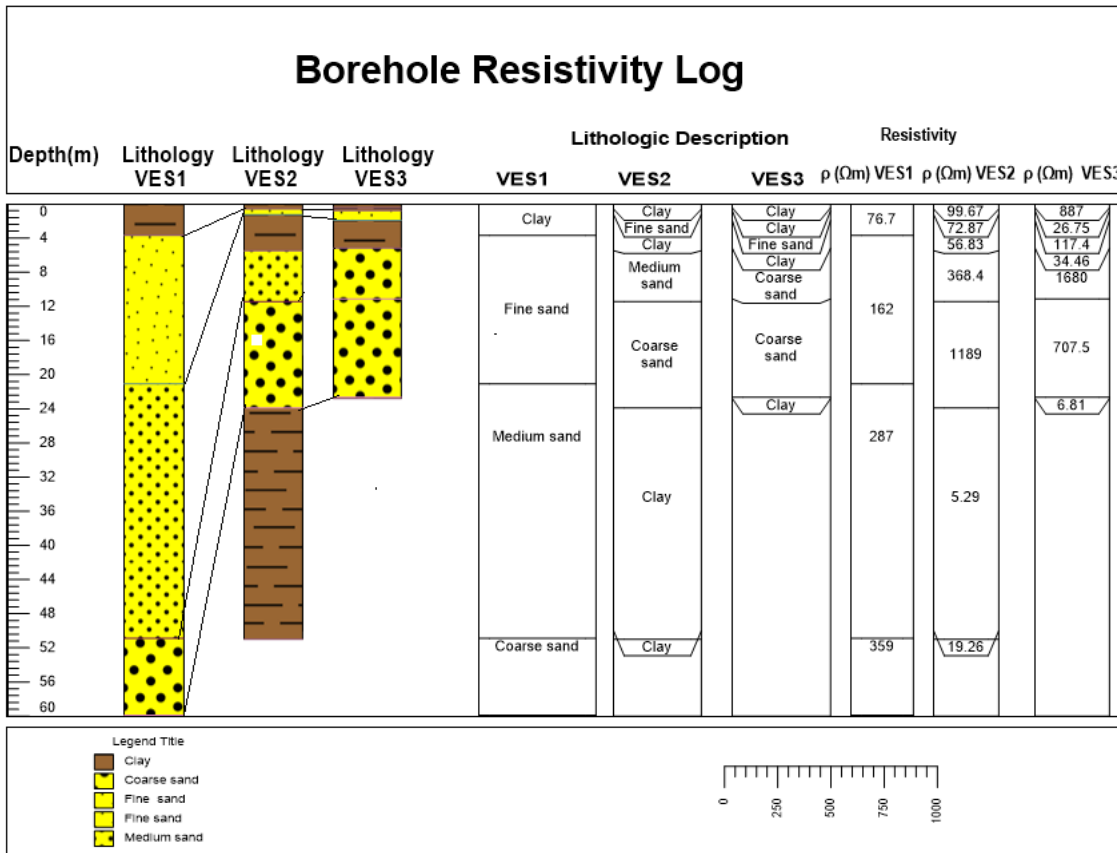 Borehole Resistivity Log
Lithologic Description Resistivity
Depth(m) Lithology VES1 Lithology VES2 Lithology VES3 VES1 VES2 VES3 ρ (Ωm) VES1 ρ (Ωm) VES2 ρ (Ωm) VES3
0 Clay Clay 99.67 887
Clay 76.7
Fine sand Clay 72.87 26.75
4 Clay Fine sand 56.83 117.4
Clay 34.46
8 Medium sand Coarse sand 368.4 1680
12 Fine sand 162
16 Coarse sand Coarse sand 1189 707.5
20
24 Clay 6.81
28 Medium sand 287
32
36 Clay 5.29
40
44
48
52 Coarse sand Clay 359 19.26
56
60
Legend Title
Clay
Coarse sand
Fine sand
Fine sand
Medium sand
0 250 500 750 1000